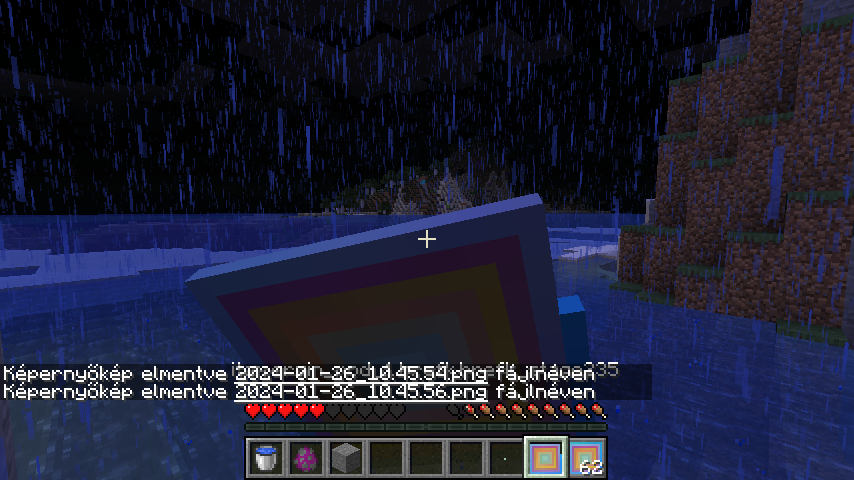 Képernyőkép elmentve 2024-01-26_10.45.54.png fájlnéven
Képernyőkép elmentve 2024-01-26_10.45.56.png fájlnéven
62